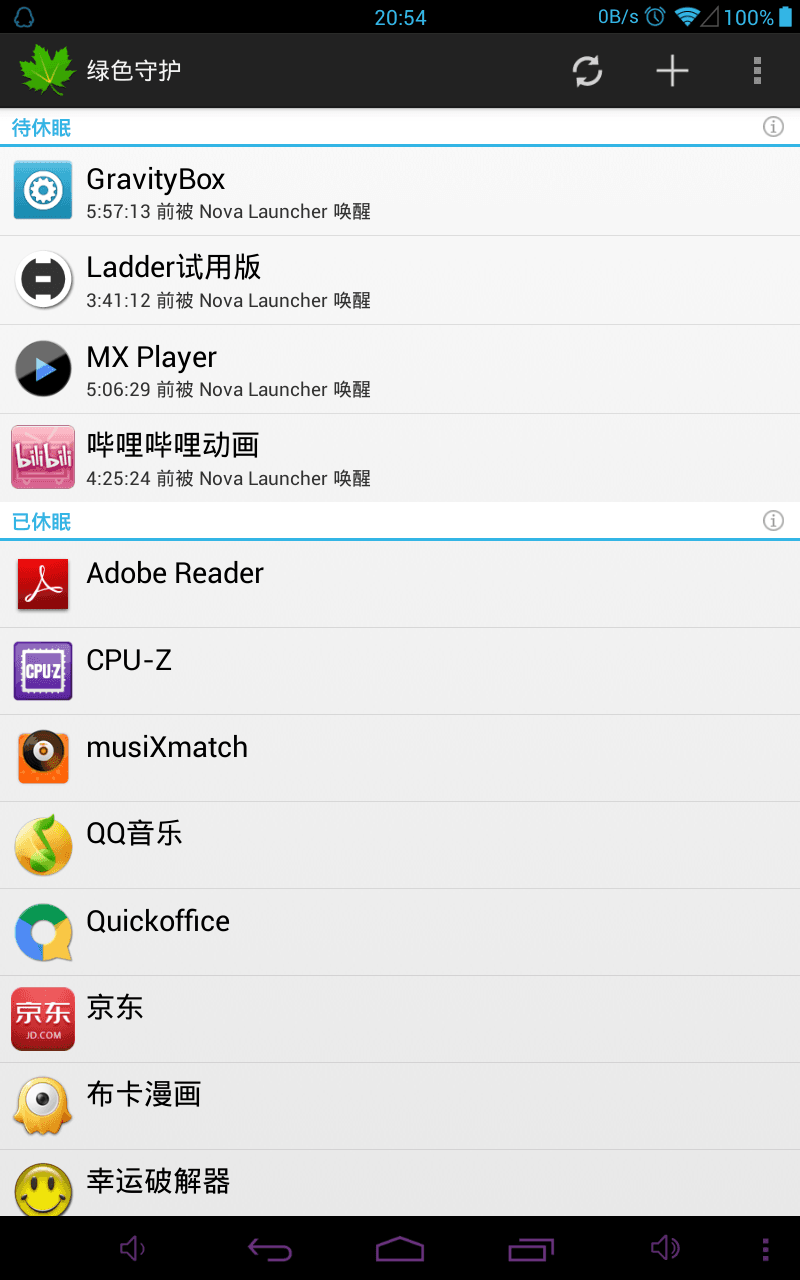 20:54 0B/s 100%
绿色守护
待休眠
GravityBox
5:57:13 前被 Nova Launcher 唤醒
Ladder试用版
3:41:12 前被 Nova Launcher 唤醒
MX Player
5:06:29 前被 Nova Launcher 唤醒
bilibili
哔哩哔哩动画
4:25:24 前被 Nova Launcher 唤醒
已休眠
Adobe Reader
CPU-Z
CPU-Z
musiXmatch
QQ音乐
Quickoffice
京东
JD.COM
京东
布卡漫画
幸运破解器